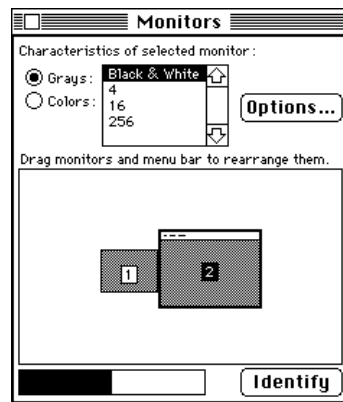 Monitors
Characteristics of selected monitor:
Grays:
Colors:
Black & White
4
16
256
Options...
Drag monitors and menu bar to rearrange them.
1
2
Identify